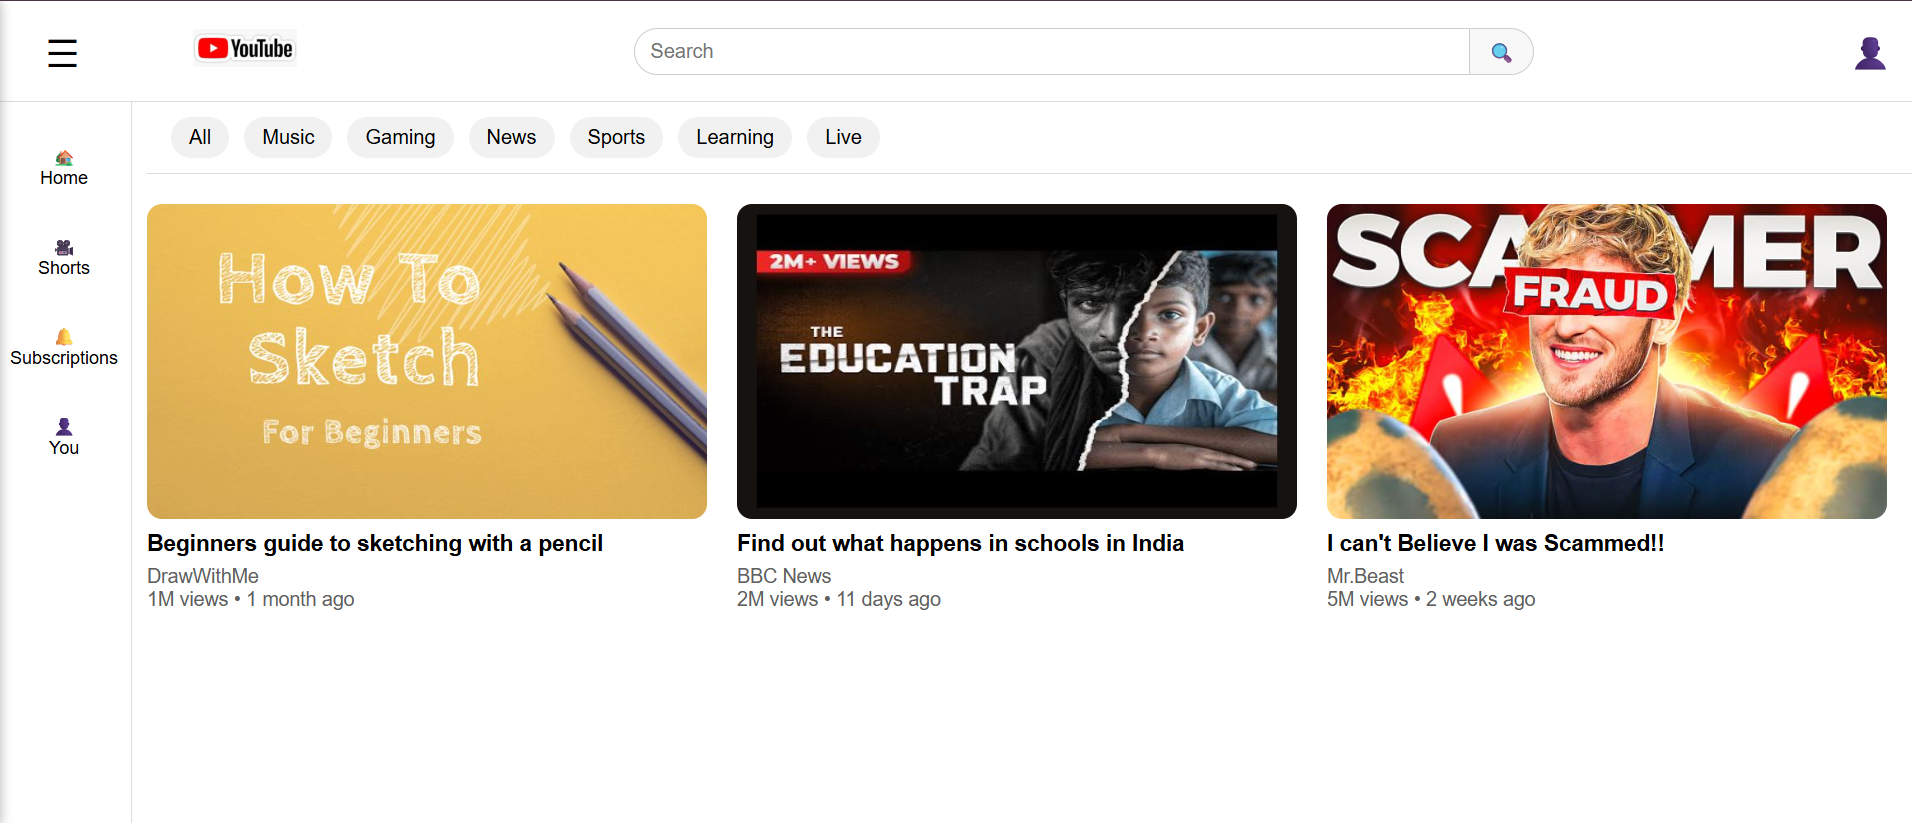 YouTube
Search
All
Music
Gaming
News
Sports
Learning
Live
Home
Shorts
Subscriptions
You
How To
Sketch
For Beginners
2M+ VIEWS
THE
EDUCATION
TRAP
FRAUD
Beginners guide to sketching with a pencil
DrawWithMe
1M views • 1 month ago
Find out what happens in schools in India
BBC News
2M views • 11 days ago
I can't Believe I was Scammed!!
Mr.Beast
5M views • 2 weeks ago